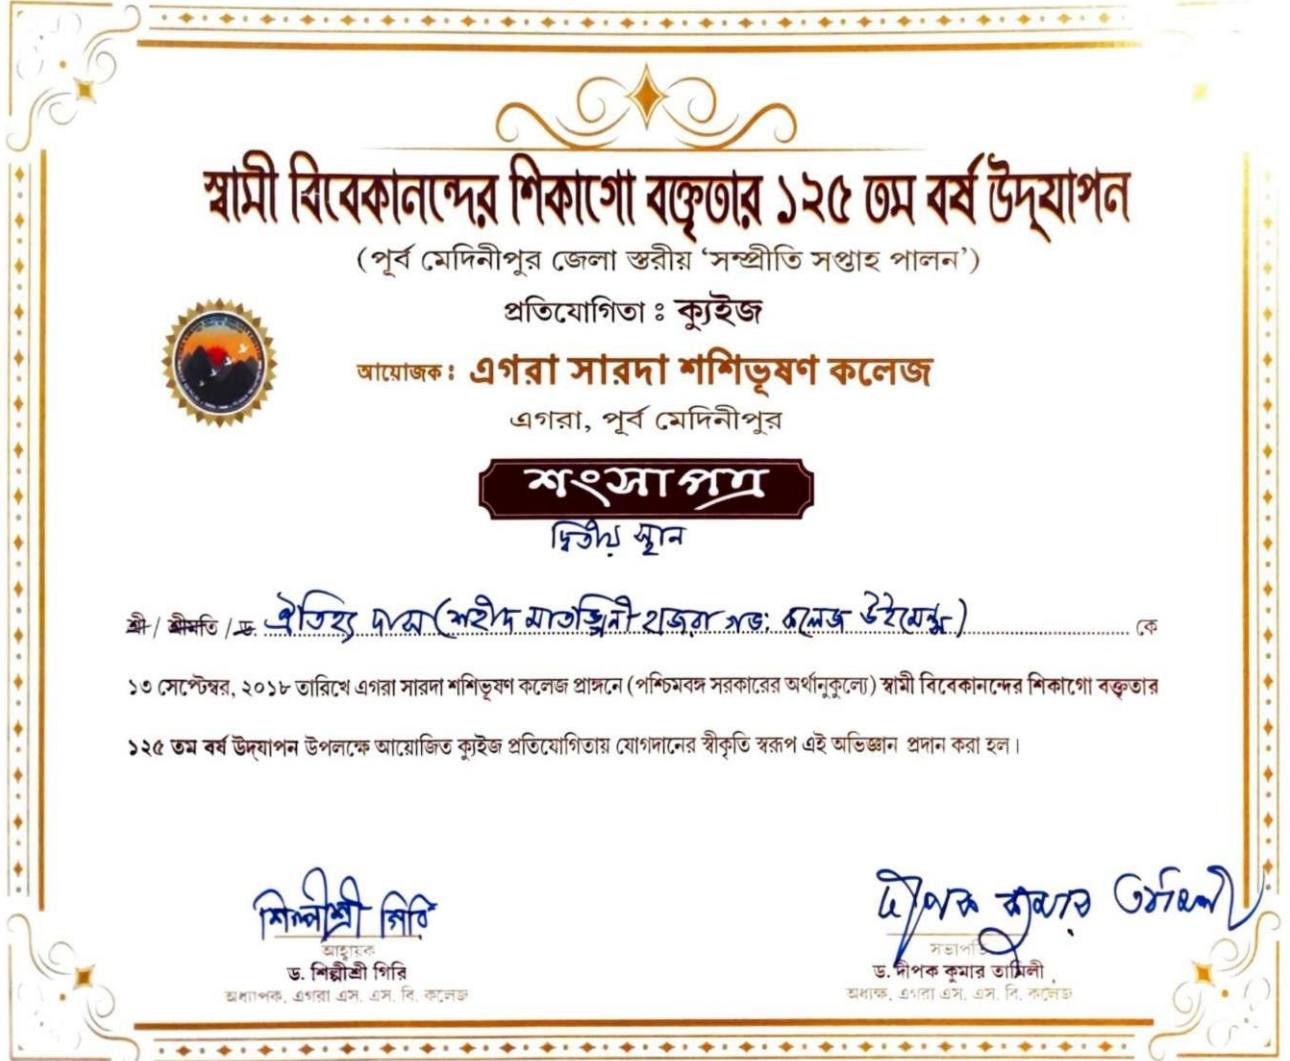 স্বামী বিবেকানন্দের শিকাগো বক্তৃতার ১২৫ তম বর্ষ উদ্‌যাপন
(পূর্ব মেদিনীপুর জেলা স্তরীয় ‘সম্প্রীতি সপ্তাহ পালন’)
প্রতিযোগিতা ঃ ক্যুইজ
আয়োজক ঃ এগরা সারদা শশিভূষণ কলেজ
এগরা, পূর্ব মেদিনীপুর
শংসাপত্র
দ্বিতীয় স্থান
শ্রী / শ্রীমতি / ড. ঐতিহ্য দাস (শহীদ মাতঙ্গিনী হাজরা গভ: কলেজ উইমেন্স) কে
১৩ সেপ্টেম্বর, ২০১৮ তারিখে এগরা সারদা শশিভূষণ কলেজ প্রাঙ্গনে (পশ্চিমবঙ্গ সরকারের অর্থানুকুল্যে) স্বামী বিবেকানন্দের শিকাগো বক্তৃতার
১২৫ তম বর্ষ উদ্‌যাপন উপলক্ষে আয়োজিত ক্যুইজ প্রতিযোগিতায় যোগদানের স্বীকৃতি স্বরূপ এই অভিজ্ঞান প্রদান করা হল।
শিল্পীশ্রী গিরি
দীপক কুমার তামিলী
আহ্বায়ক
সভাপতি
ড. শিল্পীশ্রী গিরি
ড. দীপক কুমার তামিলী
অধ্যাপক, এগরা এস. এস. বি. কলেজ
অধ্যক্ষ, এগরা এস. এস. বি. কলেজ